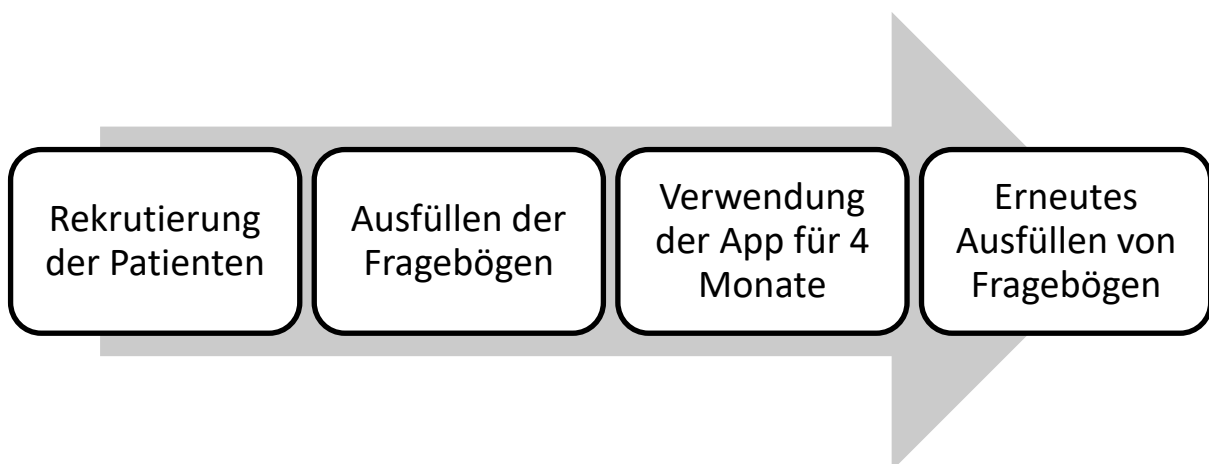 Rekrutierung
der Patienten
Ausfüllen der
Fragebögen
Verwendung
der App für 4
Monate
Erneutes
Ausfüllen von
Fragebögen